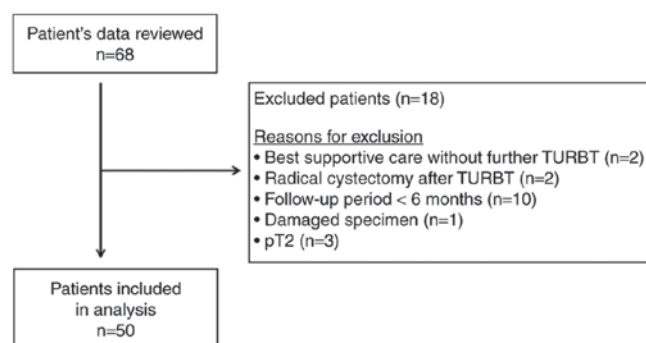 Patient's data reviewed
n=68
Excluded patients (n=18)
Reasons for exclusion
• Best supportive care without further TURBT (n=2)
• Radical cystectomy after TURBT (n=2)
• Follow-up period < 6 months (n=10)
• Damaged specimen (n=1)
• pT2 (n=3)
Patients included
in analysis
n=50